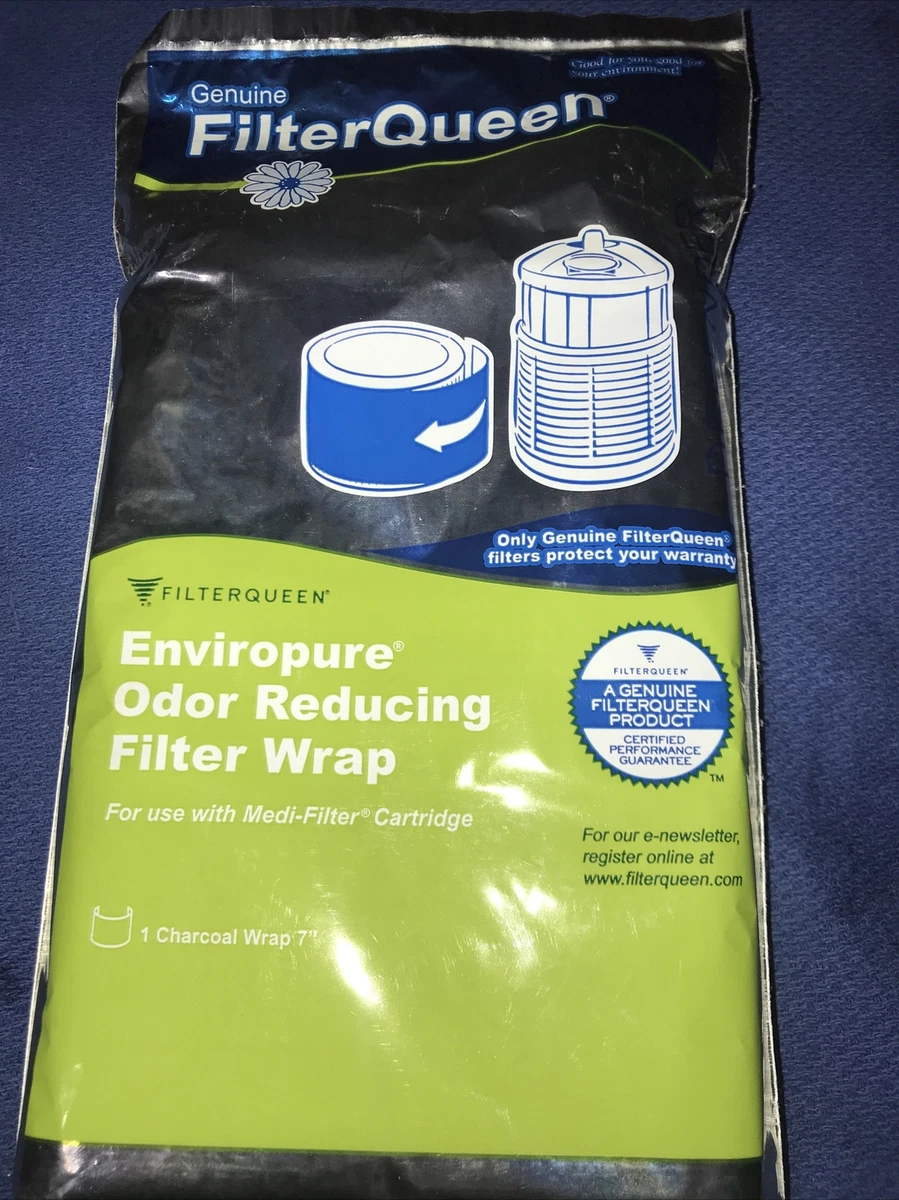 Good for you, good for
your environment!
Genuine
FilterQueen®
Only Genuine FilterQueen®
filters protect your warranty
FILTERQUEEN®
Enviropure®
Odor Reducing
Filter Wrap
For use with Medi-Filter® Cartridge
1 Charcoal Wrap 7”
FILTERQUEEN®
A GENUINE
FILTERQUEEN
PRODUCT
CERTIFIED
PERFORMANCE
GUARANTEE
TM
For our e-newsletter,
register online at
www.filterqueen.com